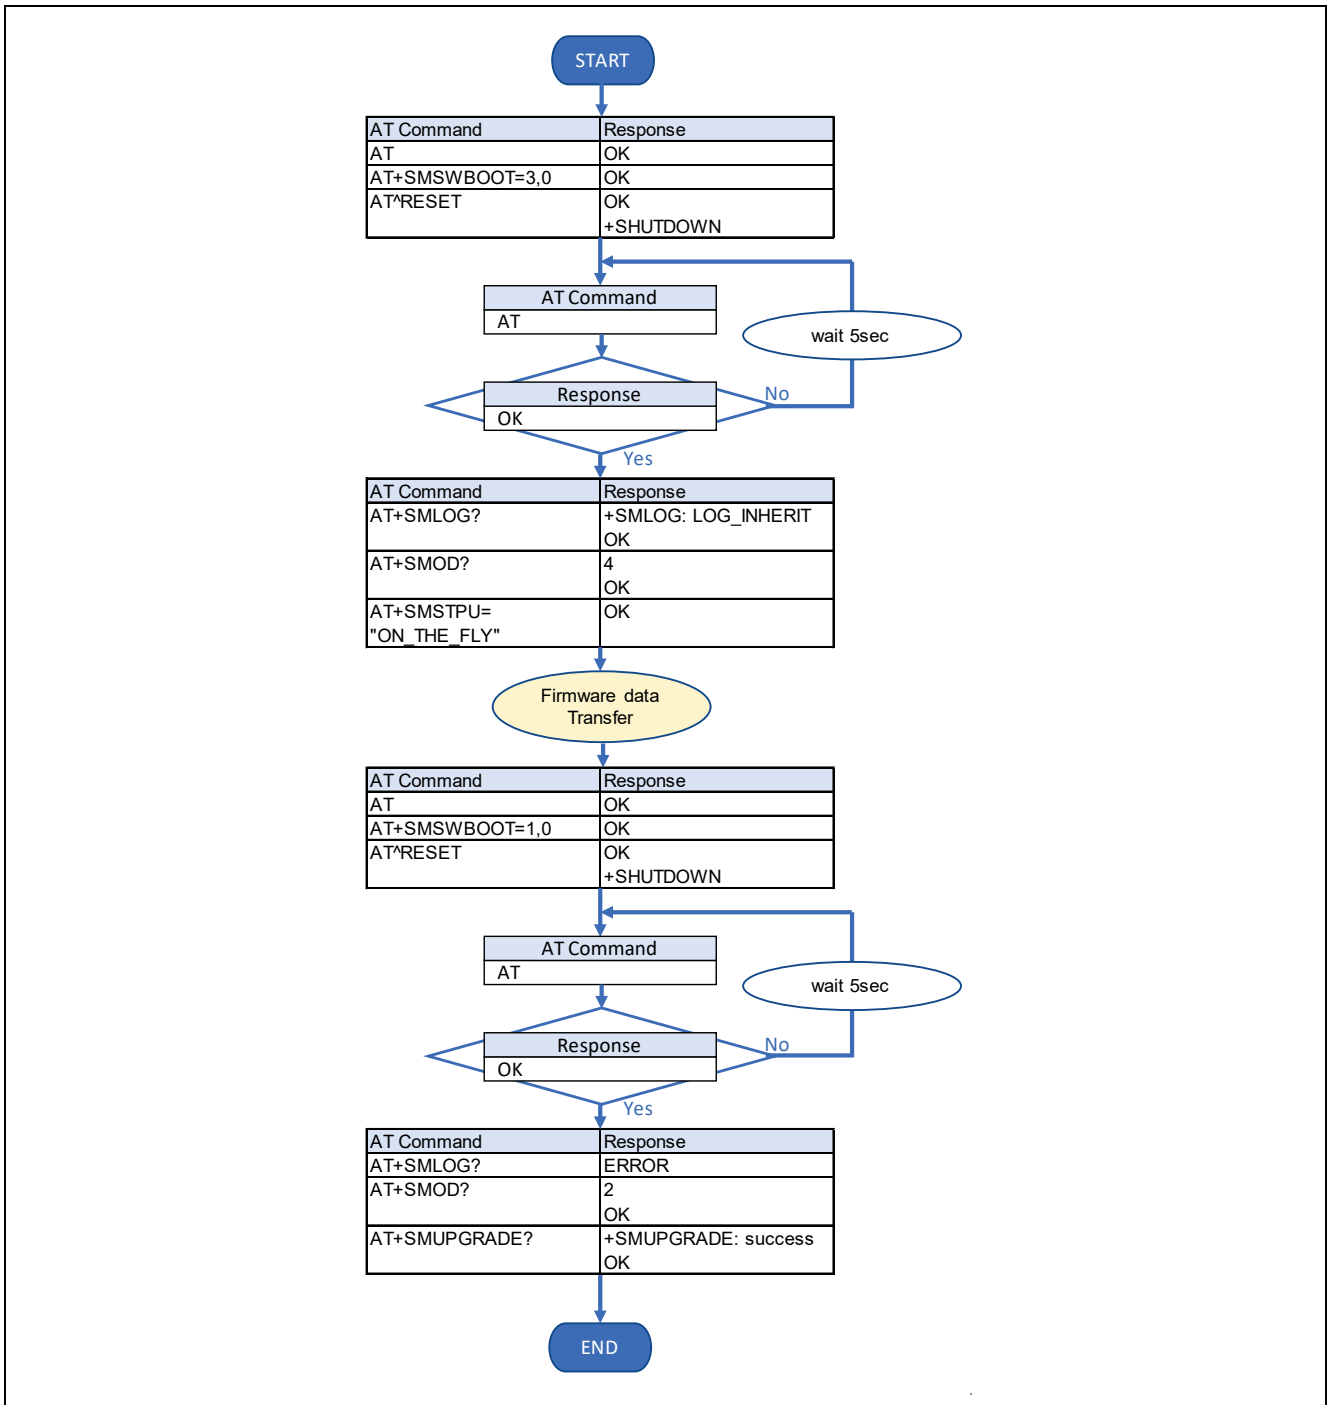 START
AT Command Response
AT OK
AT+SMSWBOOT=3,0 OK
AT^RESET OK
+SHUTDOWN
AT Command
AT
wait 5sec
Response
OK
No
Yes
AT Command Response
AT+SMLOG? +SMLOG: LOG_INHERIT
OK
AT+SMOD? 4
OK
AT+SMSTPU= OK
"ON_THE_FLY"
Firmware data
Transfer
AT Command Response
AT OK
AT+SMSWBOOT=1,0 OK
AT^RESET OK
+SHUTDOWN
AT Command
AT
wait 5sec
Response
OK
No
Yes
AT Command Response
AT+SMLOG? ERROR
AT+SMOD? 2
OK
AT+SMUPGRADE? +SMUPGRADE: success
OK
END